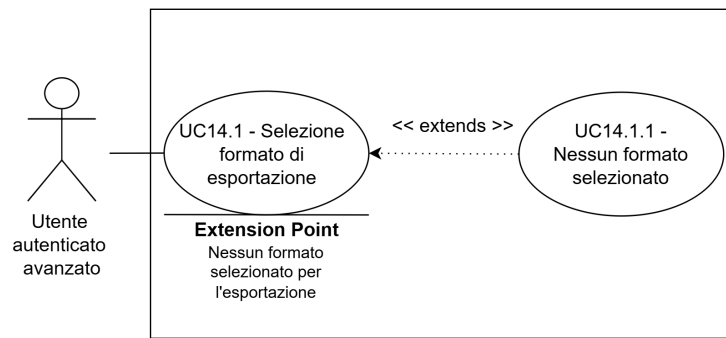 Utente
autenticato
avanzato
UC14.1 - Selezione
formato di
esportazione
Extension Point
Nessun formato
selezionato per
l'esportazione
<< extends >>
UC14.1.1 -
Nessun formato
selezionato